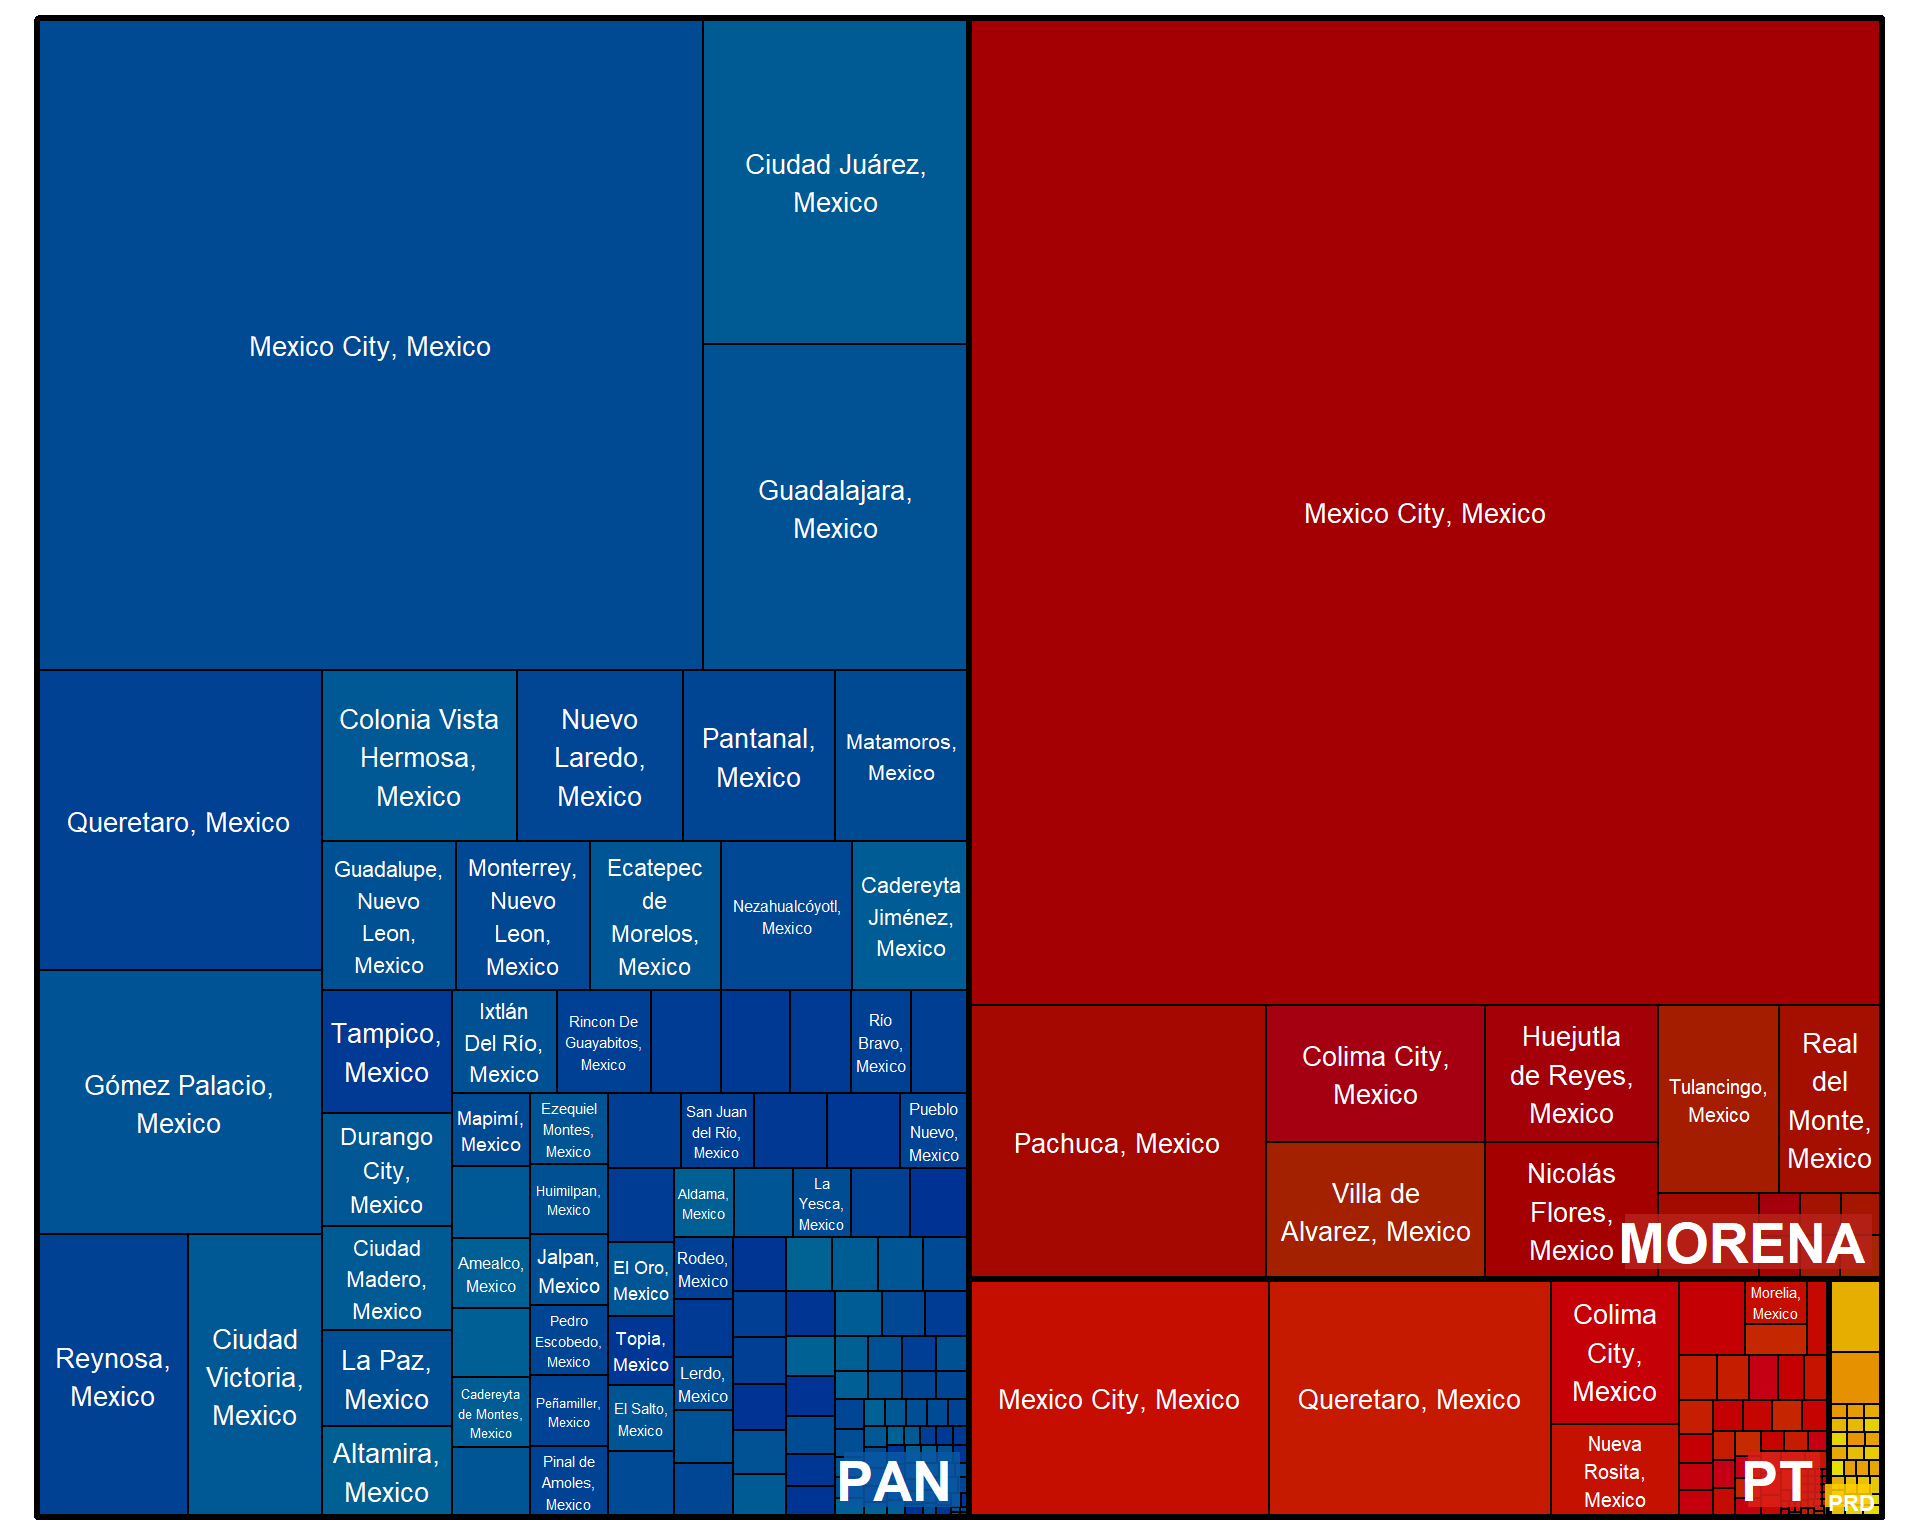 Mexico City, Mexico
Ciudad Juárez,
Mexico
Guadalajara,
Mexico
Queretaro, Mexico
Colonia Vista
Hermosa,
Mexico
Nuevo
Laredo,
Mexico
Pantanal,
Mexico
Matamoros,
Mexico
Guadalupe,
Nuevo
Leon,
Mexico
Monterrey,
Nuevo
Leon,
Mexico
Ecatepec
de
Morelos,
Mexico
Nezahualcóyotl,
Mexico
Cadereyta
Jiménez,
Mexico
Gómez Palacio,
Mexico
Tampico,
Mexico
Ixtlán
Del Río,
Mexico
Rincon De
Guayabitos,
Mexico
Río
Bravo,
Mexico
Durango
City,
Mexico
Mapimí,
Mexico
Ezequiel
Montes,
Mexico
San Juan
del Río,
Mexico
Pueblo
Nuevo,
Mexico
Huimilpan,
Mexico
Aldama,
Mexico
La
Yesca,
Mexico
Reynosa,
Mexico
Ciudad
Victoria,
Mexico
Ciudad
Madero,
Mexico
Amealco,
Mexico
Jalpan,
Mexico
El Oro,
Mexico
Rodeo,
Mexico
La Paz,
Mexico
Pedro
Escobedo,
Mexico
Topia,
Mexico
Lerdo,
Mexico
Cadereyta
de Montes,
Mexico
Peñamiller,
Mexico
El Salto,
Mexico
Altamira,
Mexico
Pinal de
Amoles,
Mexico
PAN
Mexico City, Mexico
Pachuca, Mexico
Colima City,
Mexico
Huejutla
de Reyes,
Mexico
Tulancingo,
Mexico
Real
del
Monte,
Mexico
Villa de
Alvarez, Mexico
Nicolás
Flores,
Mexico
MORENA
Mexico City, Mexico
Queretaro, Mexico
Colima
City,
Mexico
Morelia,
Mexico
Nueva
Rosita,
Mexico
PT
PRD